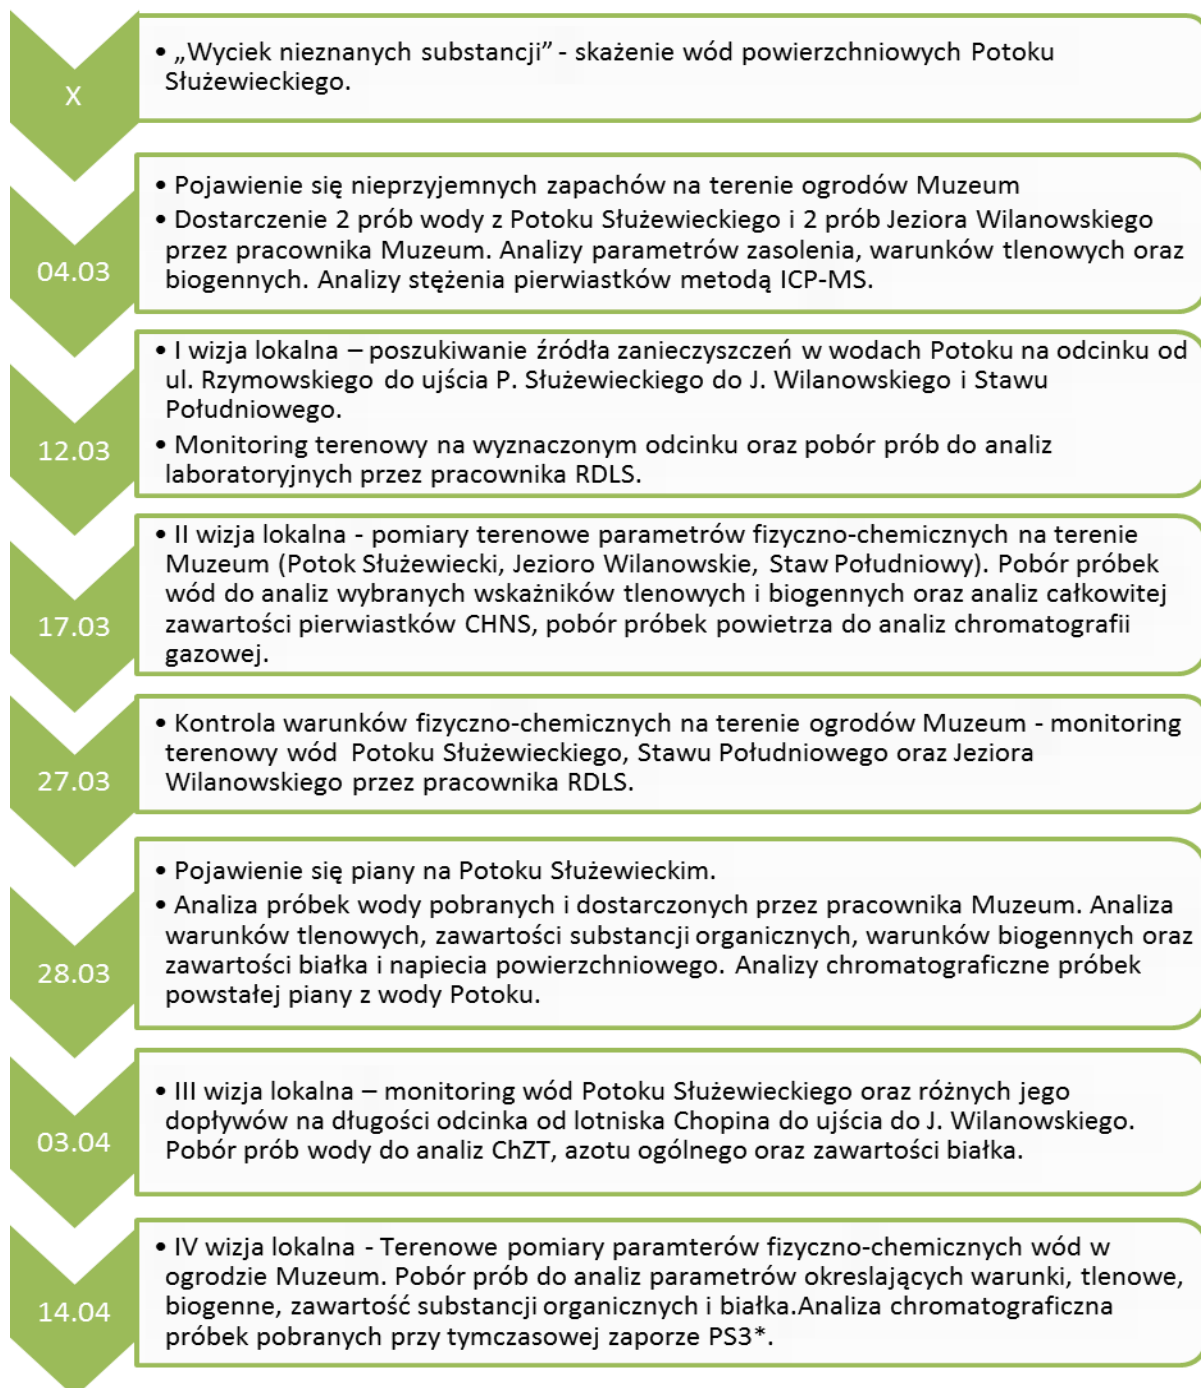 X
• „Wyciek nieznanych substancji” - skażenie wód powierzchniowych Potoku
Służewieckiego.
04.03
• Pojawienie się nieprzyjemnych zapachów na terenie ogrodów Muzeum
• Dostarczenie 2 prób wody z Potoku Służewieckiego i 2 prób Jeziora Wilanowskiego
przez pracownika Muzeum. Analizy parametrów zasolenia, warunków tlenowych oraz
biogennych. Analizy stężenia pierwiastków metodą ICP-MS.
12.03
• I wizja lokalna – poszukiwanie źródła zanieczyszczeń w wodach Potoku na odcinku od
ul. Rzymowskiego do ujścia P. Służewieckiego do J. Wilanowskiego i Stawu
Południowego.
• Monitoring terenowy na wyznaczonym odcinku oraz pobór prób do analiz
laboratoryjnych przez pracownika RDLS.
17.03
• II wizja lokalna - pomiary terenowe parametrów fizyczno-chemicznych na terenie
Muzeum (Potok Służewiecki, Jezioro Wilanowskie, Staw Południowy). Pobór próbek
wód do analiz wybranych wskażników tlenowych i biogennych oraz analiz całkowitej
zawartości pierwiastków CHNS, pobór próbek powietrza do analiz chromatografii
gazowej.
27.03
• Kontrola warunków fizyczno-chemicznych na terenie ogrodów Muzeum - monitoring
terenowy wód Potoku Służewieckiego, Stawu Południowego oraz Jeziora
Wilanowskiego przez pracownika RDLS.
28.03
• Pojawienie się piany na Potoku Służewieckim.
• Analiza próbek wody pobranych i dostarczonych przez pracownika Muzeum. Analiza
warunków tlenowych, zawartości substancji organicznych, warunków biogennych oraz
zawartości białka i napiecia powierzchniowego. Analizy chromatograficzne próbek
powstałej piany z wody Potoku.
03.04
• III wizja lokalna – monitoring wód Potoku Służewieckiego oraz różnych jego
dopływów na długości odcinka od lotniska Chopina do ujścia do J. Wilanowskiego.
Pobór prób wody do analiz ChZT, azotu ogólnego oraz zawartości białka.
14.04
• IV wizja lokalna - Terenowe pomiary paramterów fizyczno-chemicznych wód w
ogrodzie Muzeum. Pobór prób do analiz parametrów okreslających warunki, tlenowe,
biogenne, zawartość substancji organicznych i białka.Analiza chromatograficzna
próbek pobranych przy tymczasowej zaporze PS3*.